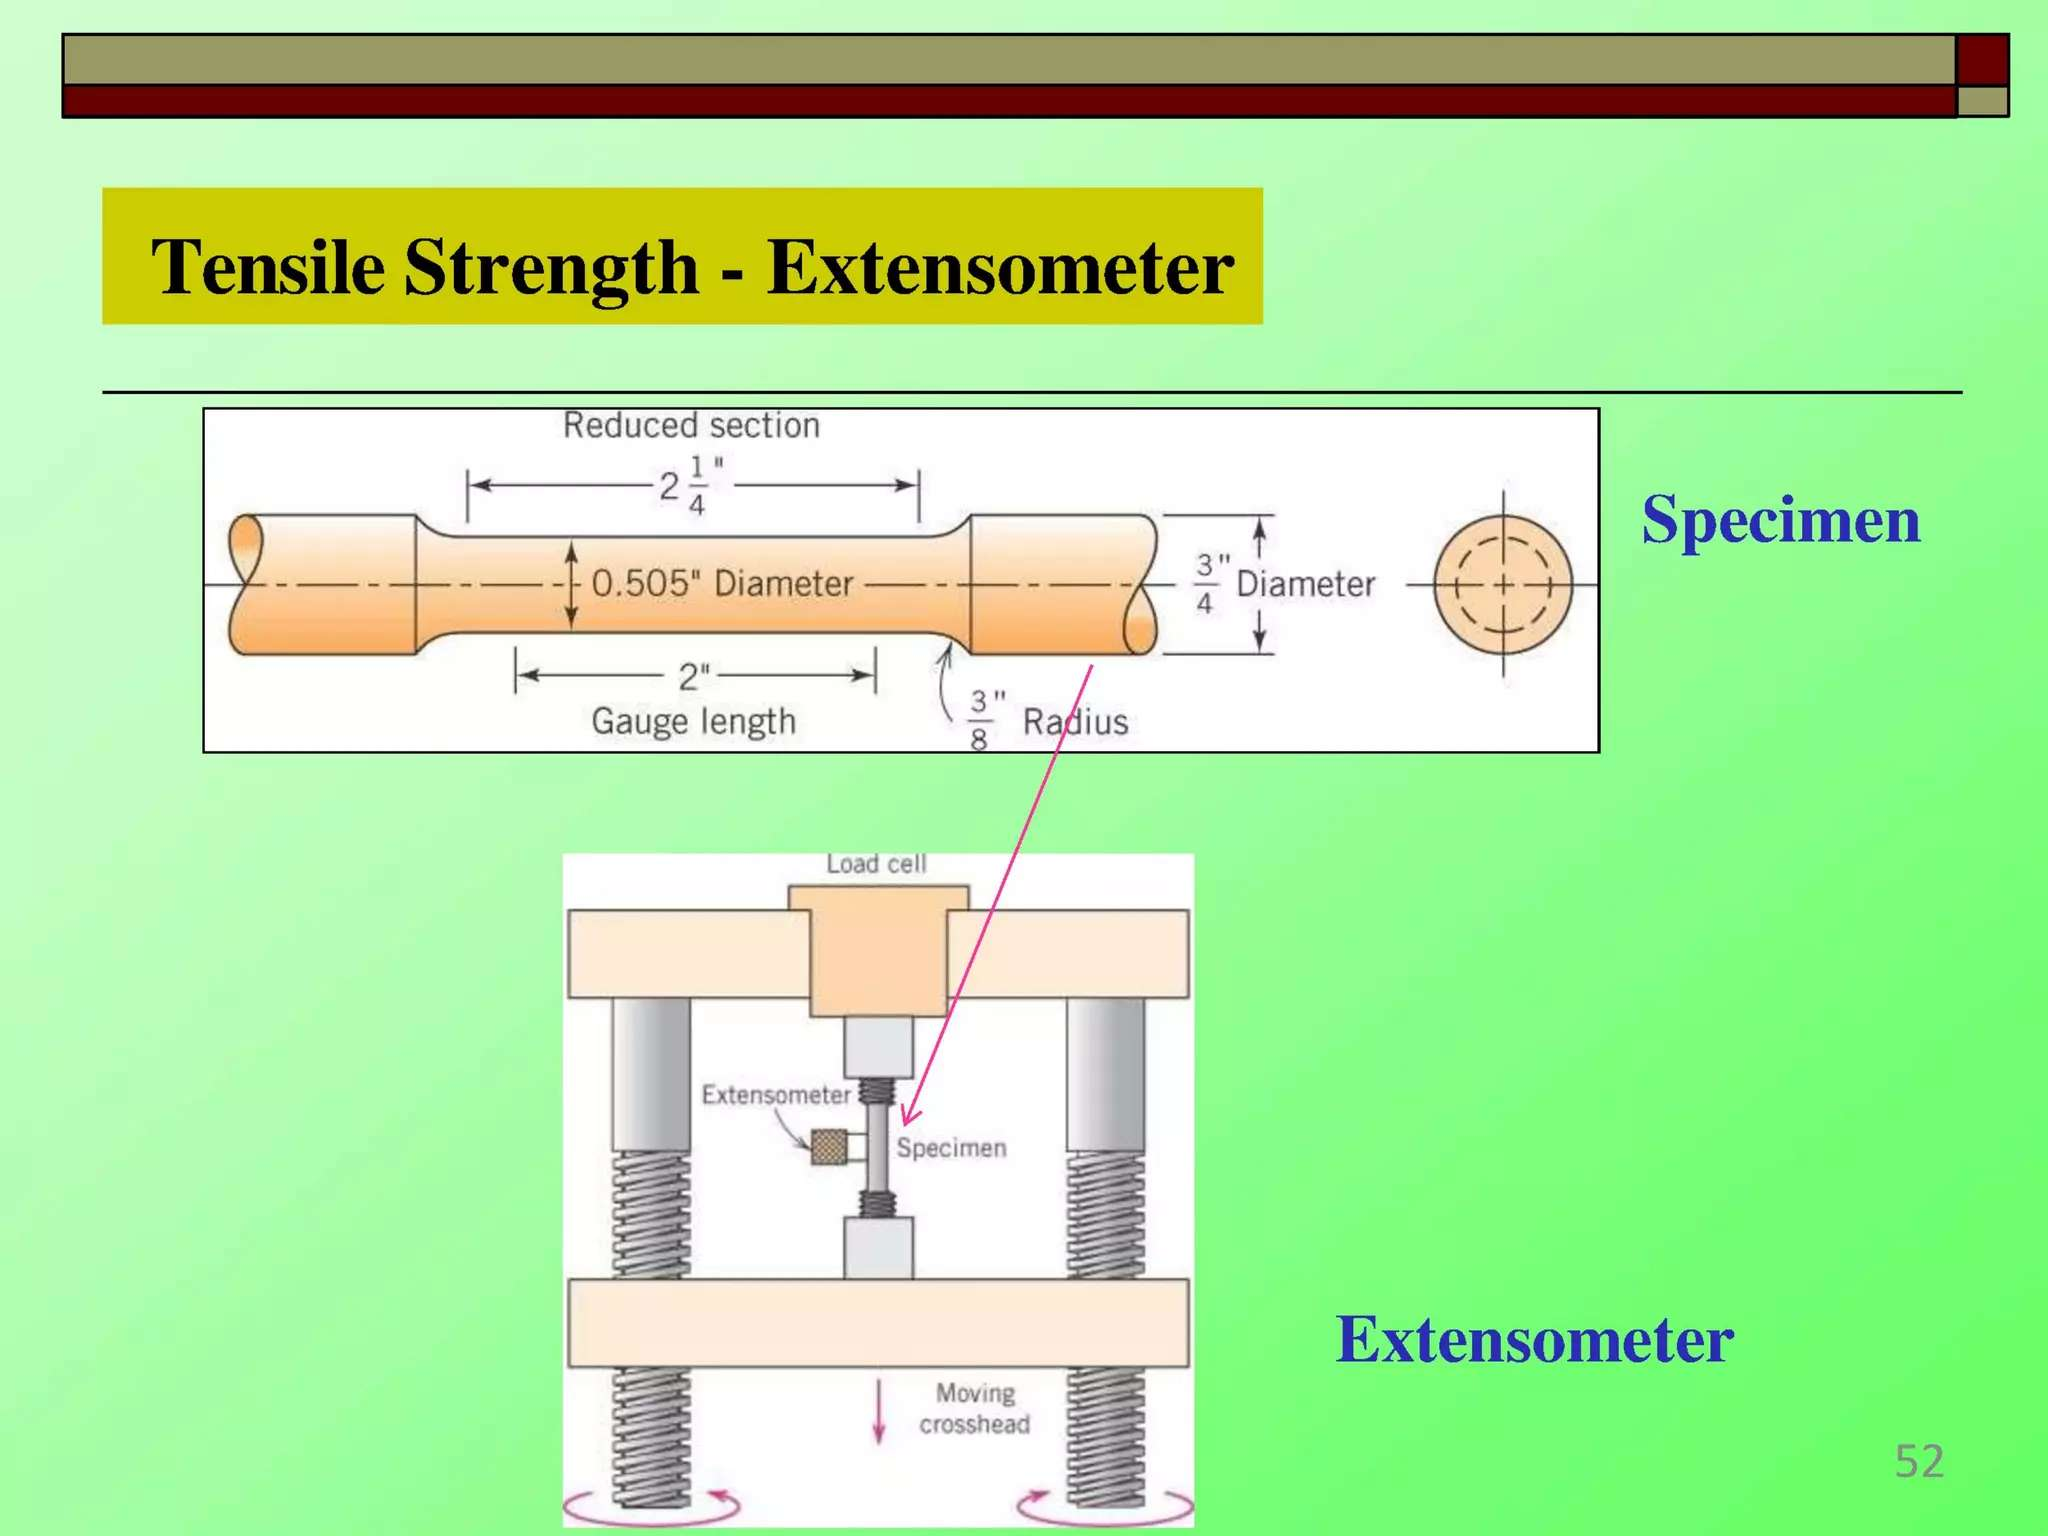 Tensile Strength - Extensometer
Reduced section
2 1/4"
Specimen
0.505" Diameter
3/4" Diameter
2"
Gauge length
3/8" Radius
Load cell
Extensometer
Specimen
Extensometer
Moving
crosshead
52